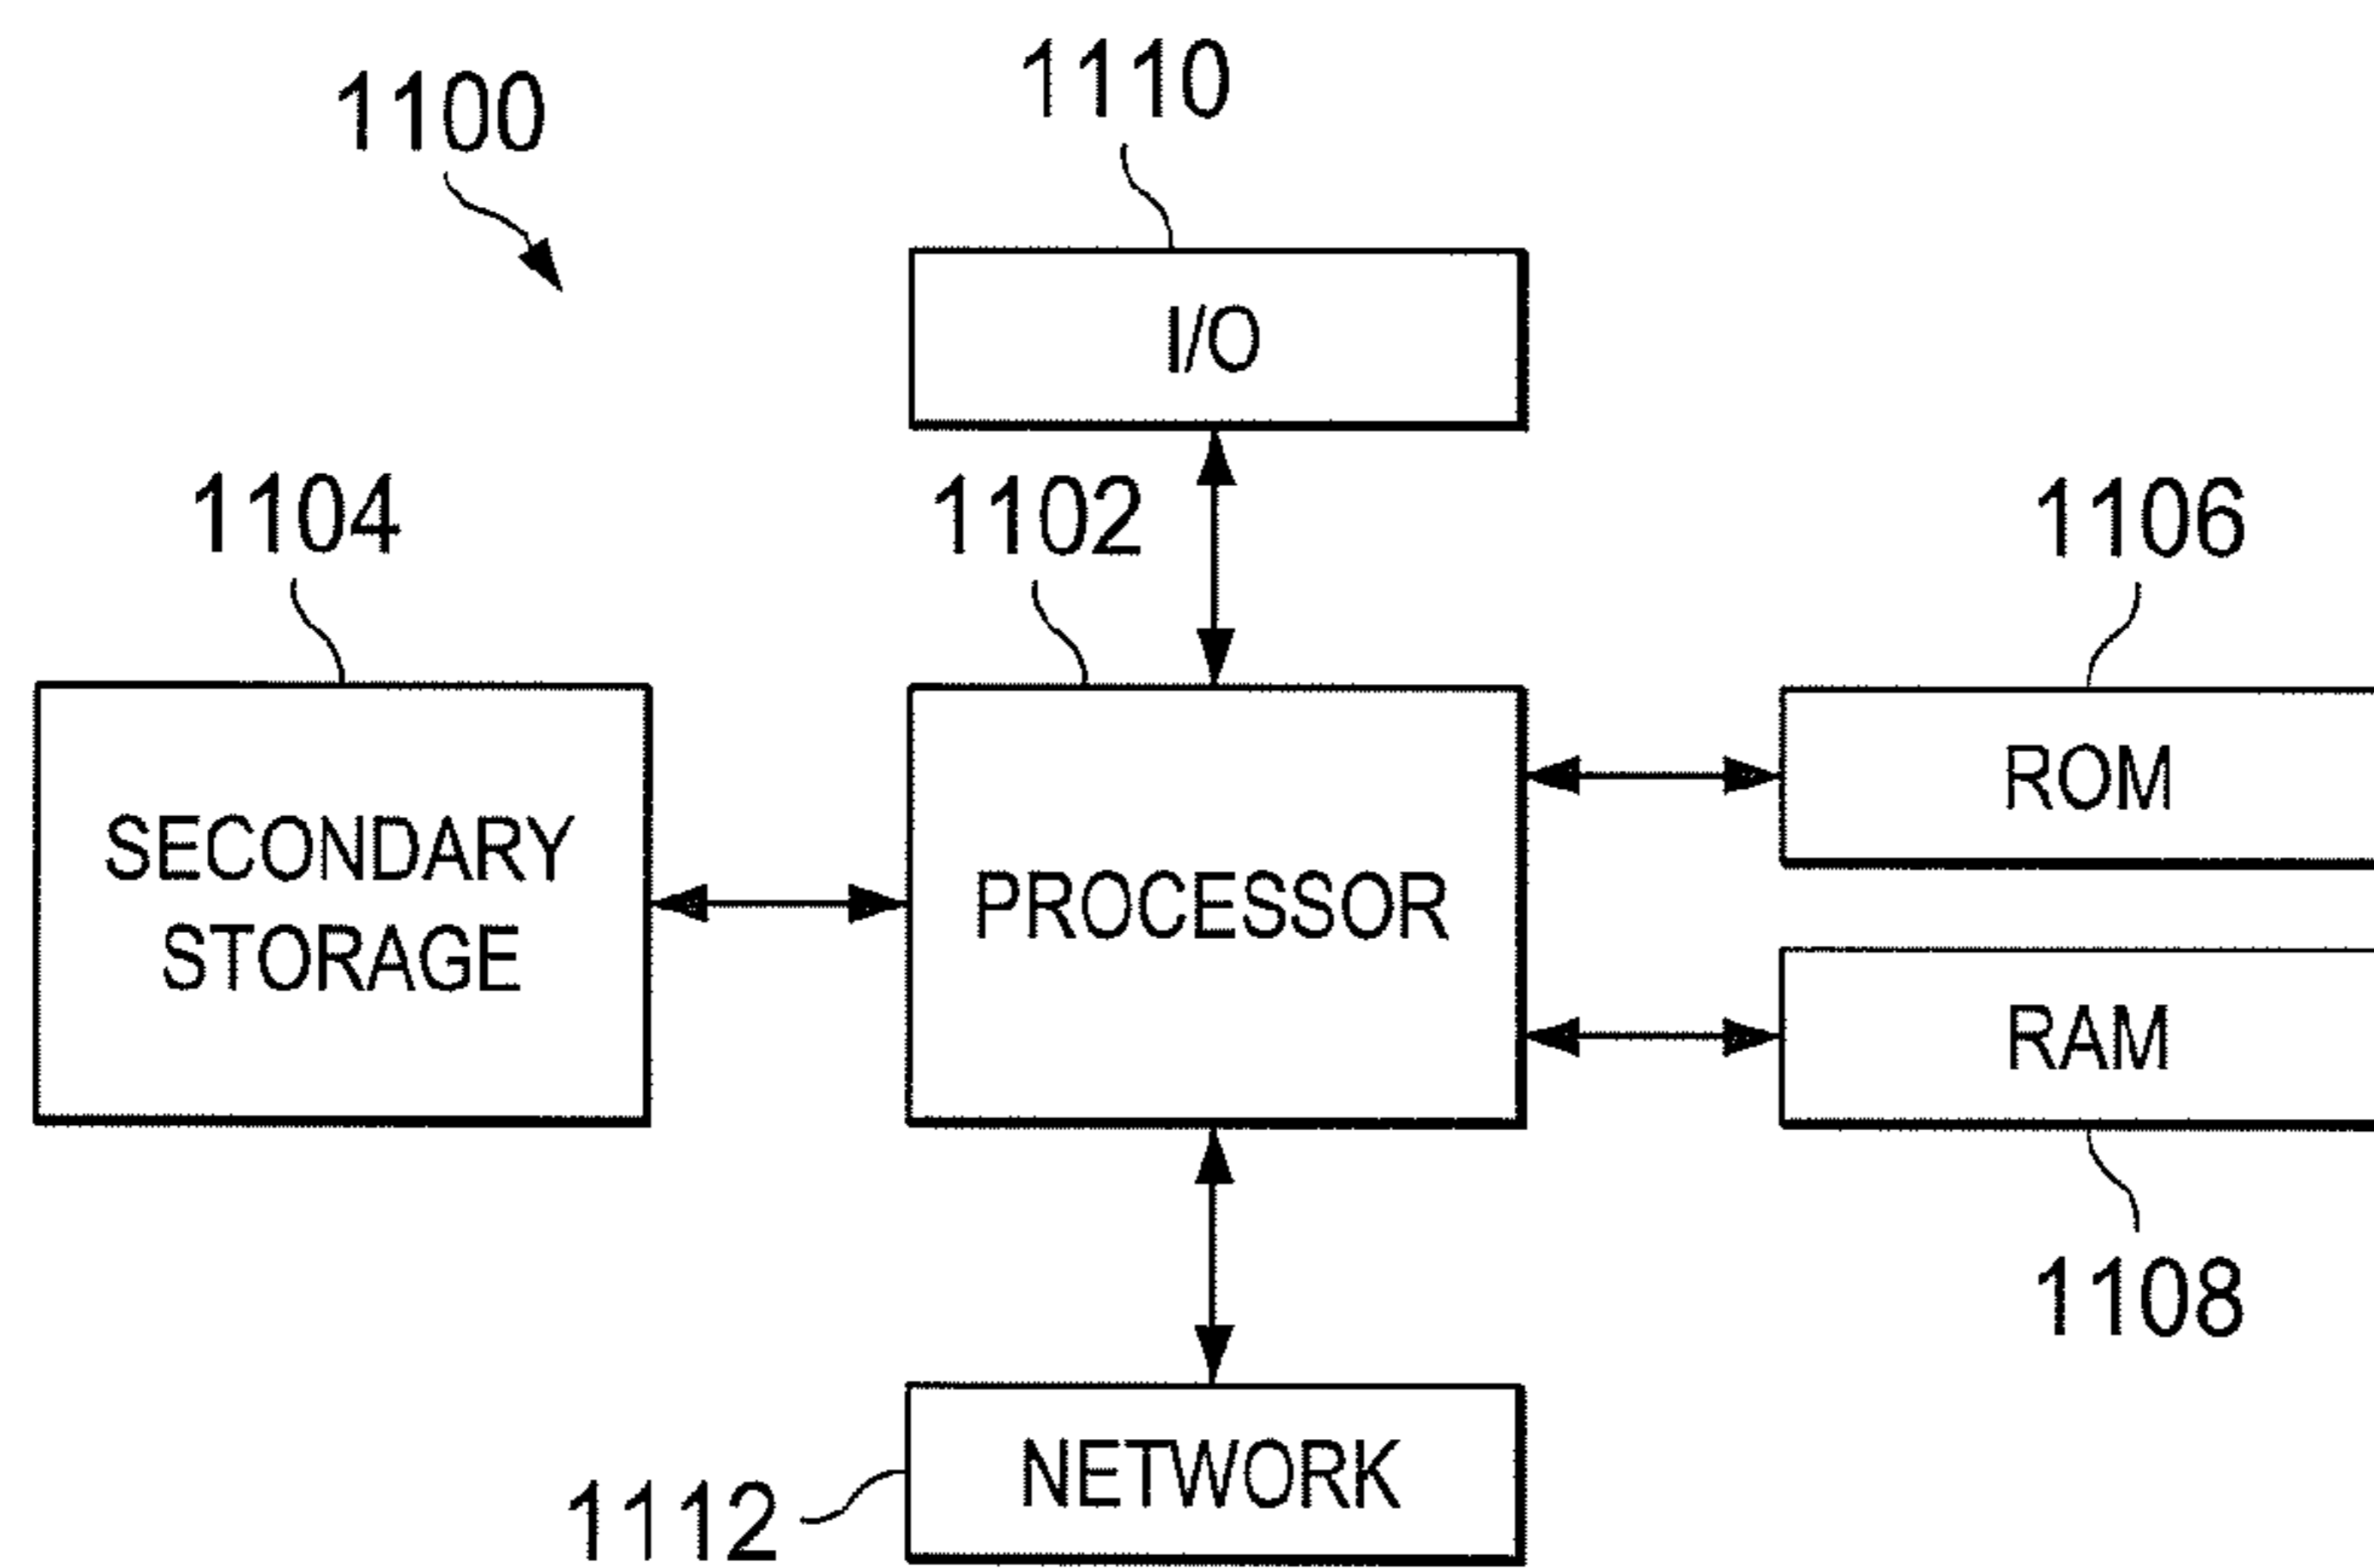 1100
1110
I/O
1104
1102
1106
SECONDARY
STORAGE
PROCESSOR
ROM
RAM
1108
1112
NETWORK